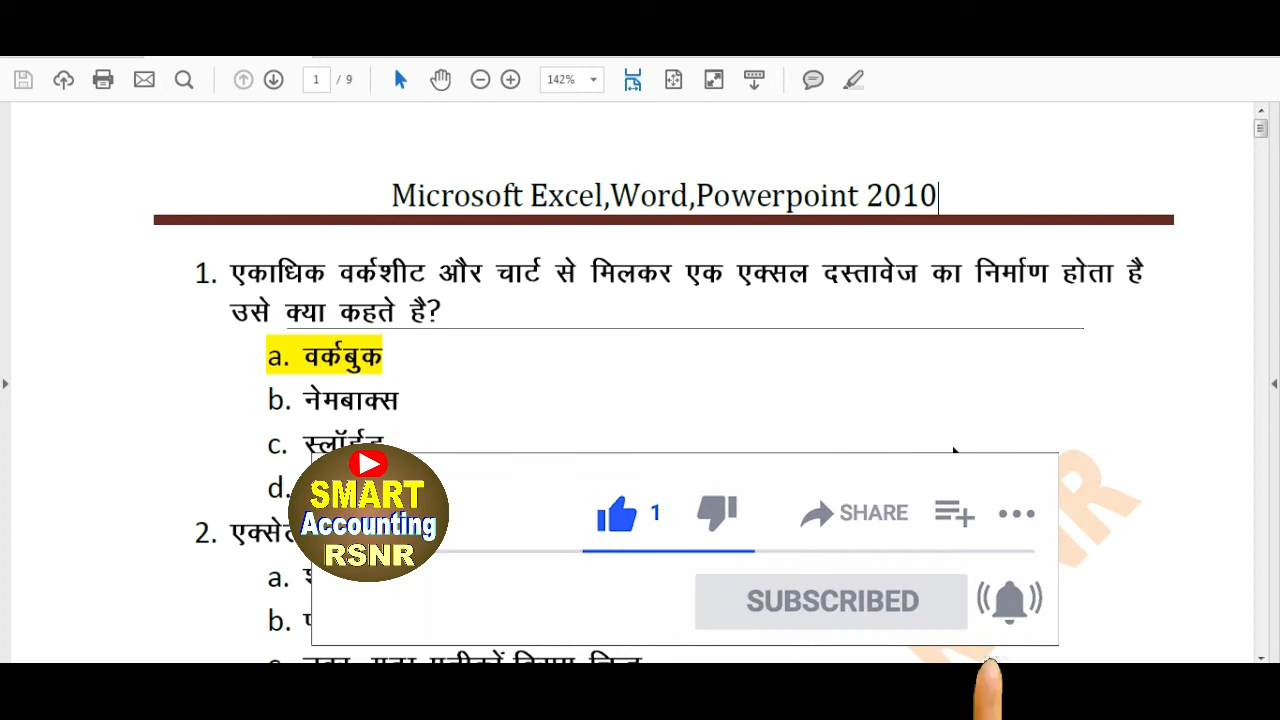 1 / 9
142%
Microsoft Excel,Word,Powerpoint 2010
1. एकाधिक वर्कशीट और चार्ट से मिलकर एक एक्सल दस्तावेज का निर्माण होता है
उसे क्या कहते है?
a. वर्कबुक
b. नेमबाक्स
c. स्लॉईड
d.
2.
a.
b.
SMART
Accounting
RSNR
1
SHARE
SUBSCRIBED